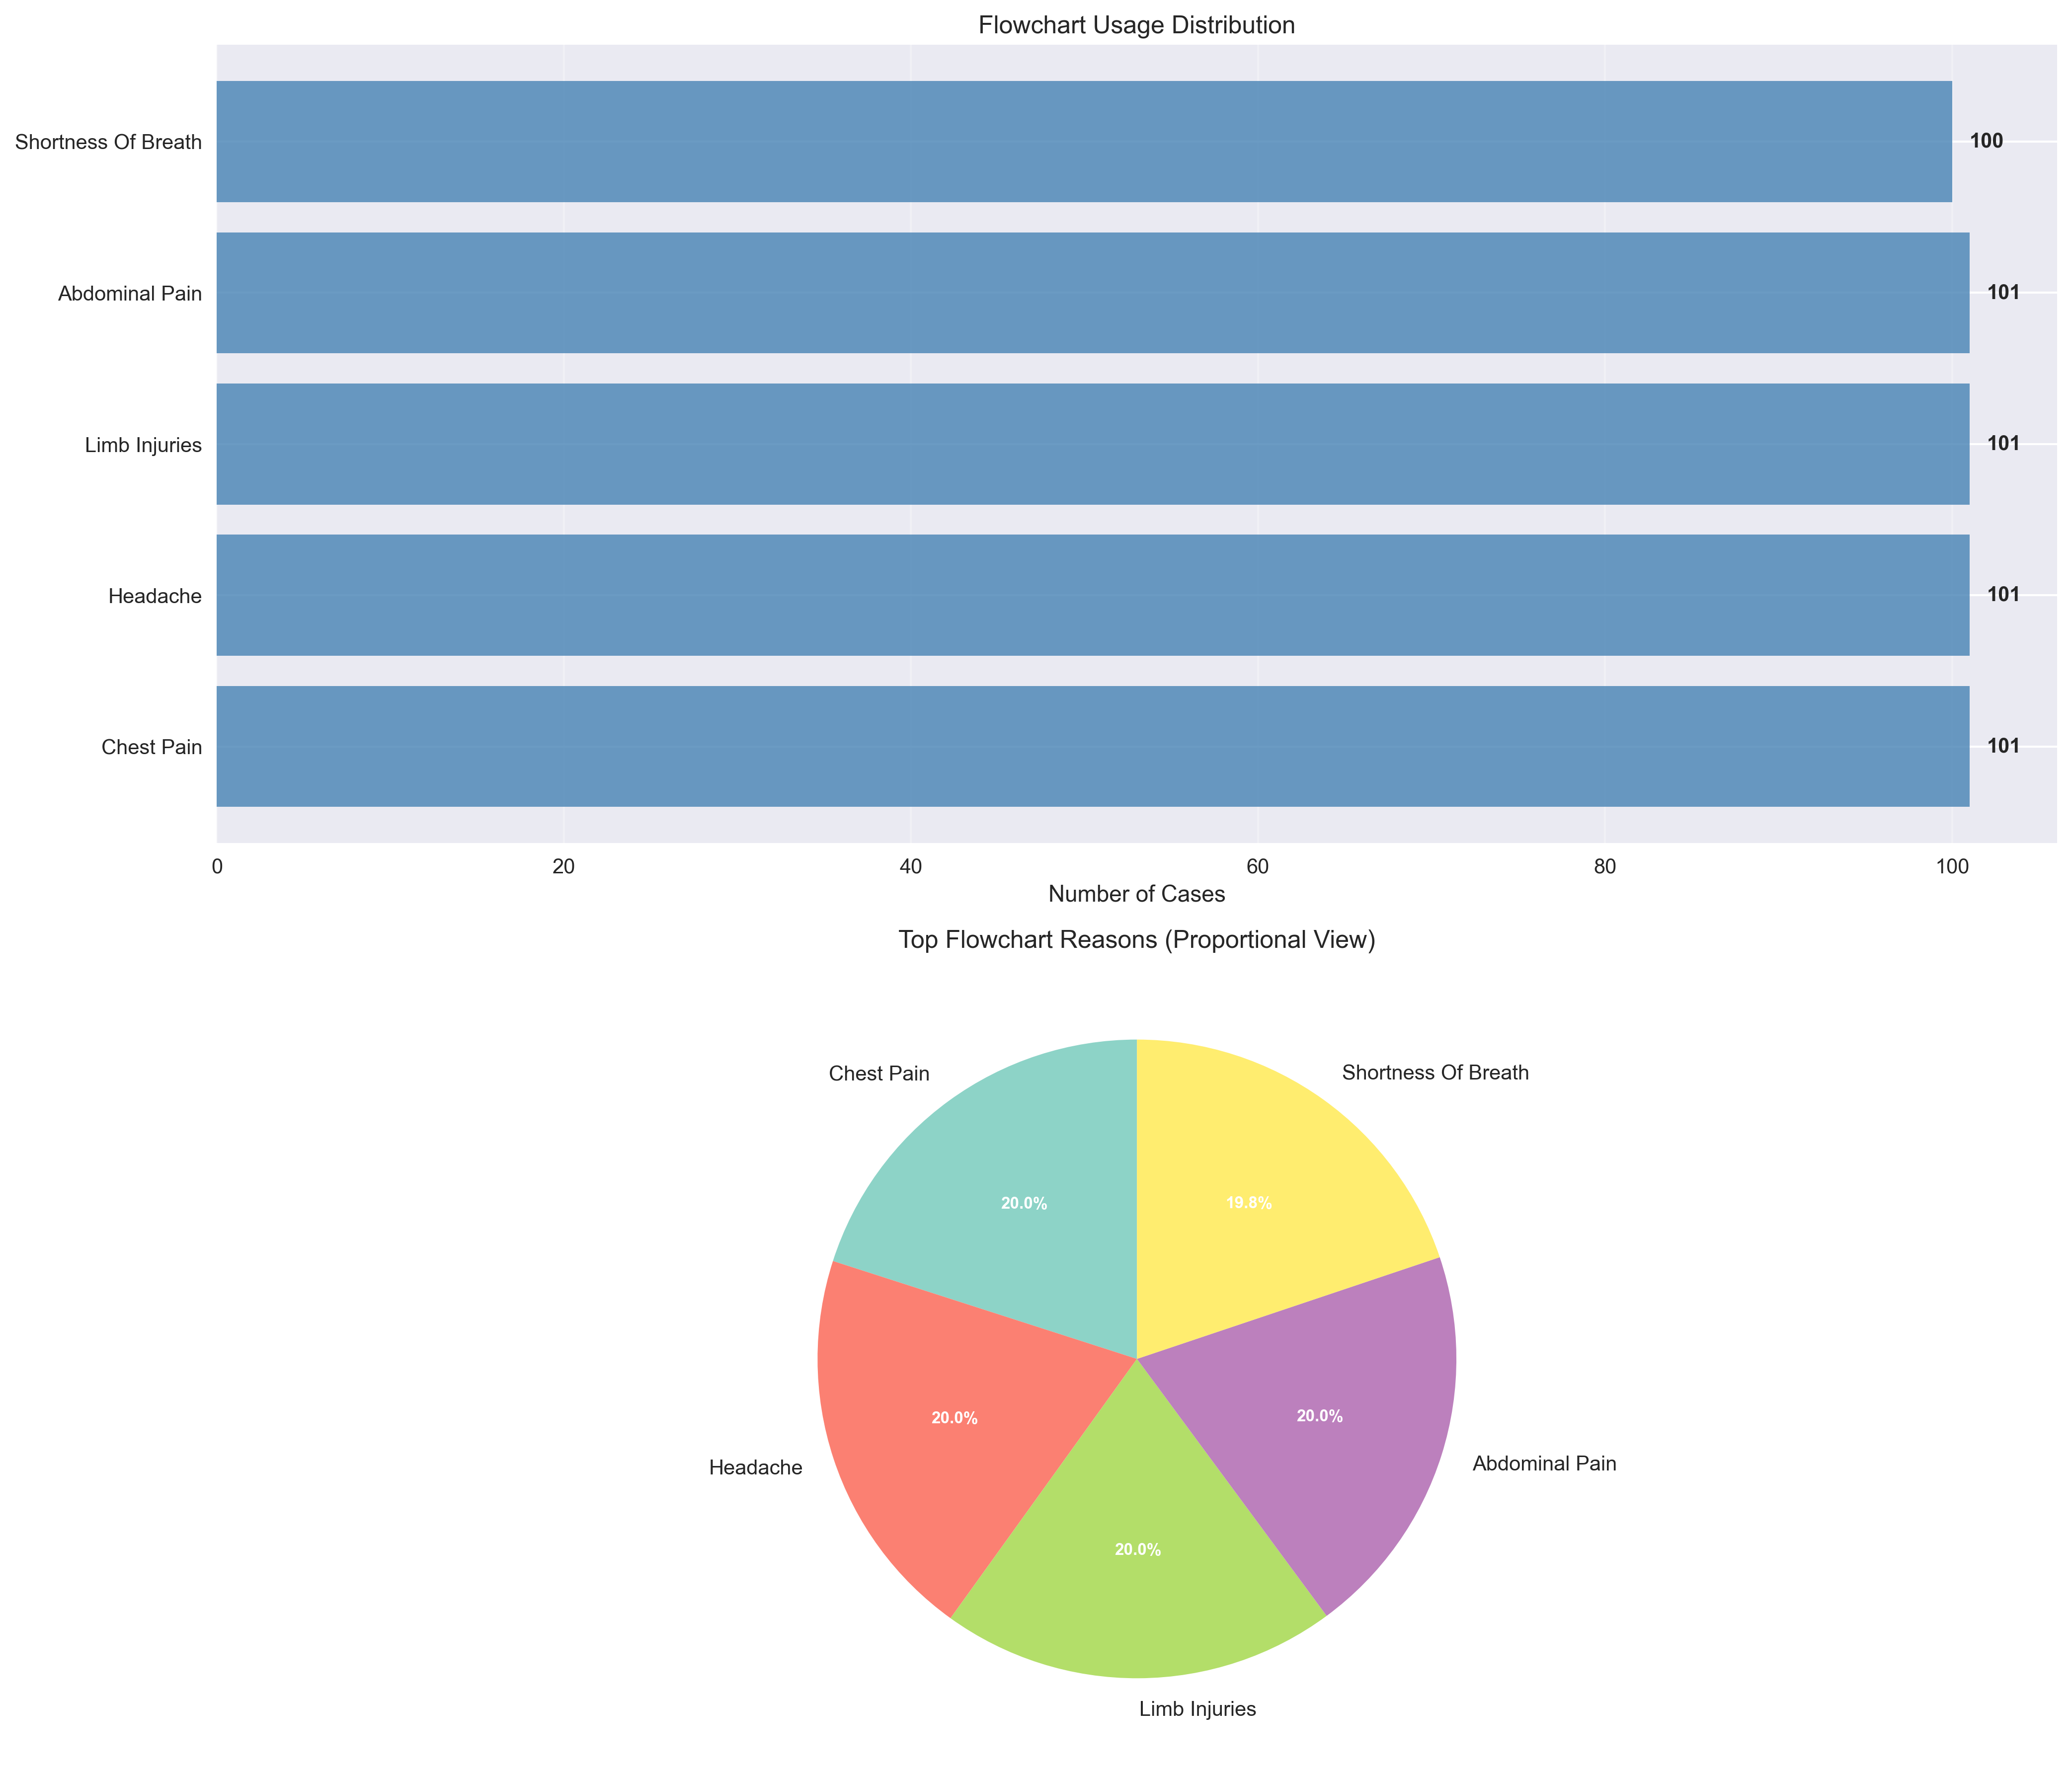 Flowchart Usage Distribution
Shortness Of Breath
100
Abdominal Pain
101
Limb Injuries
101
Headache
101
Chest Pain
101
0 20 40 60 80 100
Number of Cases
Top Flowchart Reasons (Proportional View)
Chest Pain
Shortness Of Breath
20.0%
19.8%
20.0%
20.0%
Headache
Abdominal Pain
20.0%
Limb Injuries